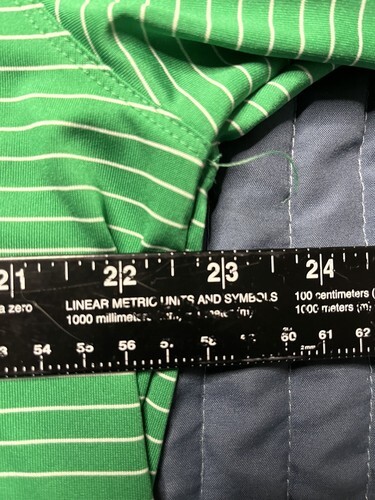 21 22 23 24
a zero LINEAR METRIC UNITS AND SYMBOLS 100 centimeters
1000 1000 meters (m)
54 55 56 60 61 62
2mm